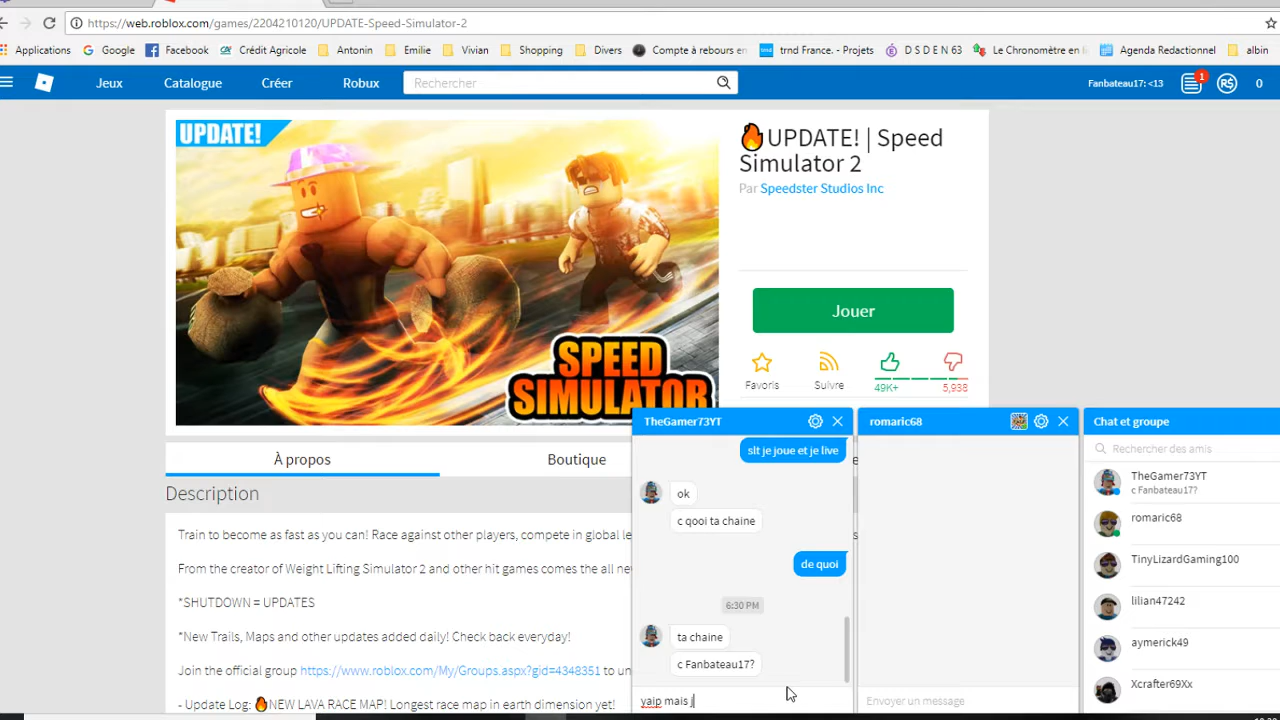 https://web.roblox.com/games/2204210120/UPDATE-Speed-Simulator-2
Applications Google Facebook Crédit Agricole Antonin Emilie Vivian Shopping Divers Compte à rebours en trnd France. - Projets D S D E N 63 Le Chronomètre en li Agenda Redactionnel albin
Jeux Catalogue Créer Robux Rechercher Fanbateau17: <13 1 R$ 0
UPDATE!
SPEED
SIMULATOR
🔥UPDATE! | Speed
Simulator 2
Par Speedster Studios Inc
Jouer
Favoris Suivre 49K+ 5,938
À propos Boutique
Description
Train to become as fast as you can! Race against other players, compete in global le
From the creator of Weight Lifting Simulator 2 and other hit games comes the all ne
*SHUTDOWN = UPDATES
*New Trails, Maps and other updates added daily! Check back everyday!
Join the official group https://www.roblox.com/My/Groups.aspx?gid=4348351 to un
- Update Log: 🔥NEW LAVA RACE MAP! Longest race map in earth dimension yet!
TheGamer73YT
slt je joue et je live
ok
c qooi ta chaine
de quoi
6:30 PM
ta chaine
c Fanbateau17?
yaip mais j
romaric68
Envoyer un message
Chat et groupe
Rechercher des amis
TheGamer73YT
c Fanbateau17?
romaric68
TinyLizardGaming100
lilian47242
aymerick49
Xcrafter69Xx